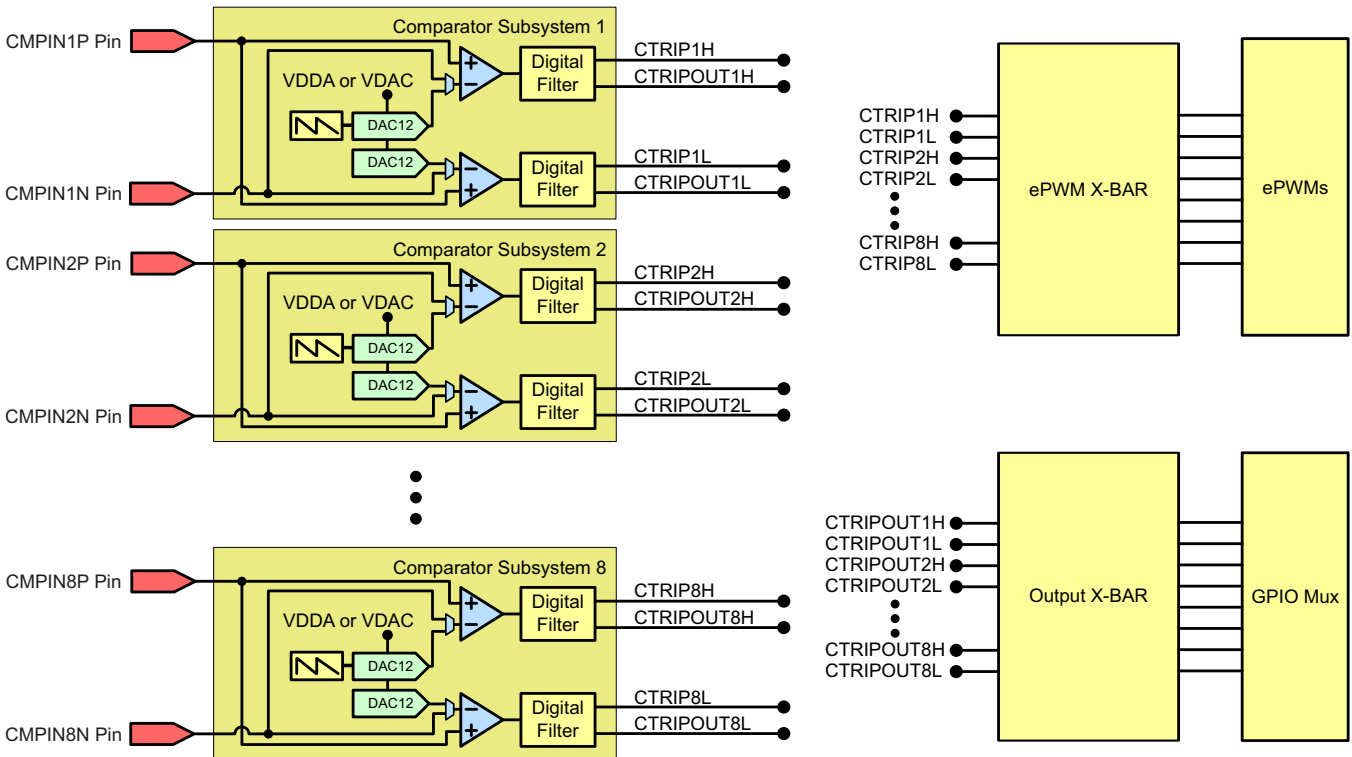 Comparator Subsystem 1
CMPIN1P Pin
VDDA or VDAC
DAC12
DAC12
Digital
Filter
Digital
Filter
CTRIP1H
CTRIPOUT1H
CTRIP1L
CTRIPOUT1L
CMPIN1N Pin
Comparator Subsystem 2
CMPIN2P Pin
VDDA or VDAC
DAC12
DAC12
Digital
Filter
Digital
Filter
CTRIP2H
CTRIPOUT2H
CTRIP2L
CTRIPOUT2L
CMPIN2N Pin
Comparator Subsystem 8
CMPIN8P Pin
VDDA or VDAC
DAC12
DAC12
Digital
Filter
Digital
Filter
CTRIP8H
CTRIPOUT8H
CTRIP8L
CTRIPOUT8L
CMPIN8N Pin
CTRIP1H
CTRIP1L
CTRIP2H
CTRIP2L
CTRIP8H
CTRIP8L
ePWM X-BAR
ePWMs
CTRIPOUT1H
CTRIPOUT1L
CTRIPOUT2H
CTRIPOUT2L
CTRIPOUT8H
CTRIPOUT8L
Output X-BAR
GPIO Mux